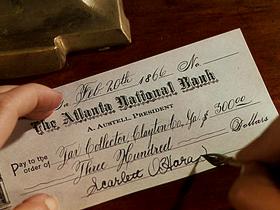 Feb 20th 1866 No
The Atlanta National Bank
A. AUSTELL, PRESIDENT
Pay to the order of Tax Collector, Clayton Co, Ga. $ 300 00
Three Hundred Dollars
Scarlett O'Hara